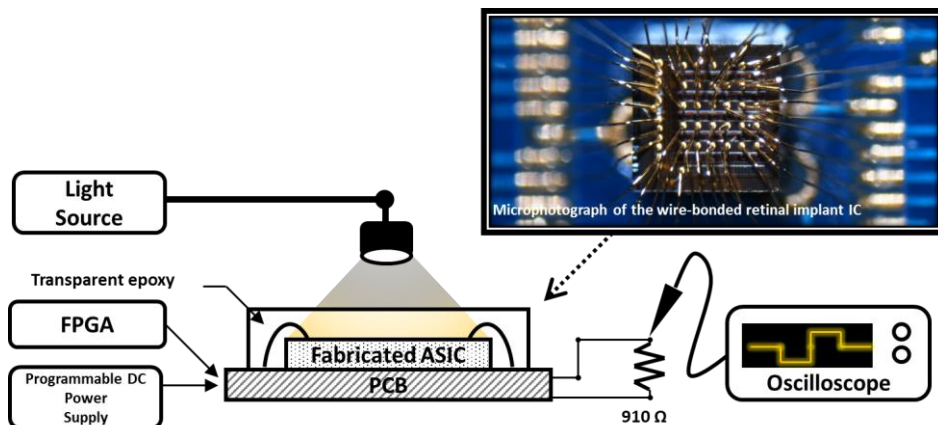 Microphotograph of the wire-bonded retinal implant IC
Light
Source
Transparent epoxy
FPGA
Fabricated ASIC
Programmable DC
Power
Supply
PCB
Oscilloscope
910 Ω